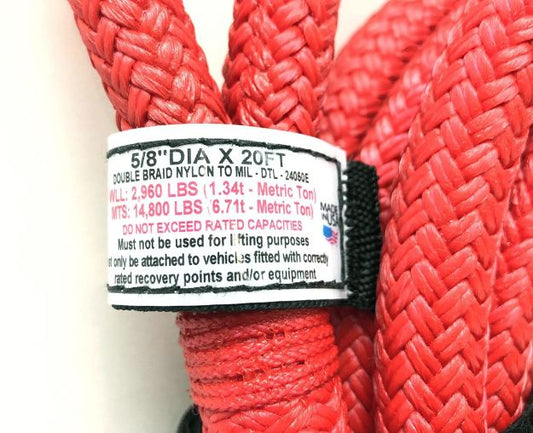 5/8"DIA X 20FT
DOUBLE BRAID NYLON TO MIL - DTL - 24050E
WLL: 2,960 LBS (1.34t - Metric Ton)
MTS: 14,800 LBS (6.71t - Metric Ton)
DO NOT EXCEED RATED CAPACITIES
Must not be used for lifting purposes
only be attached to vehicles fitted with correctly
rated recovery points and/or equipment
MADE